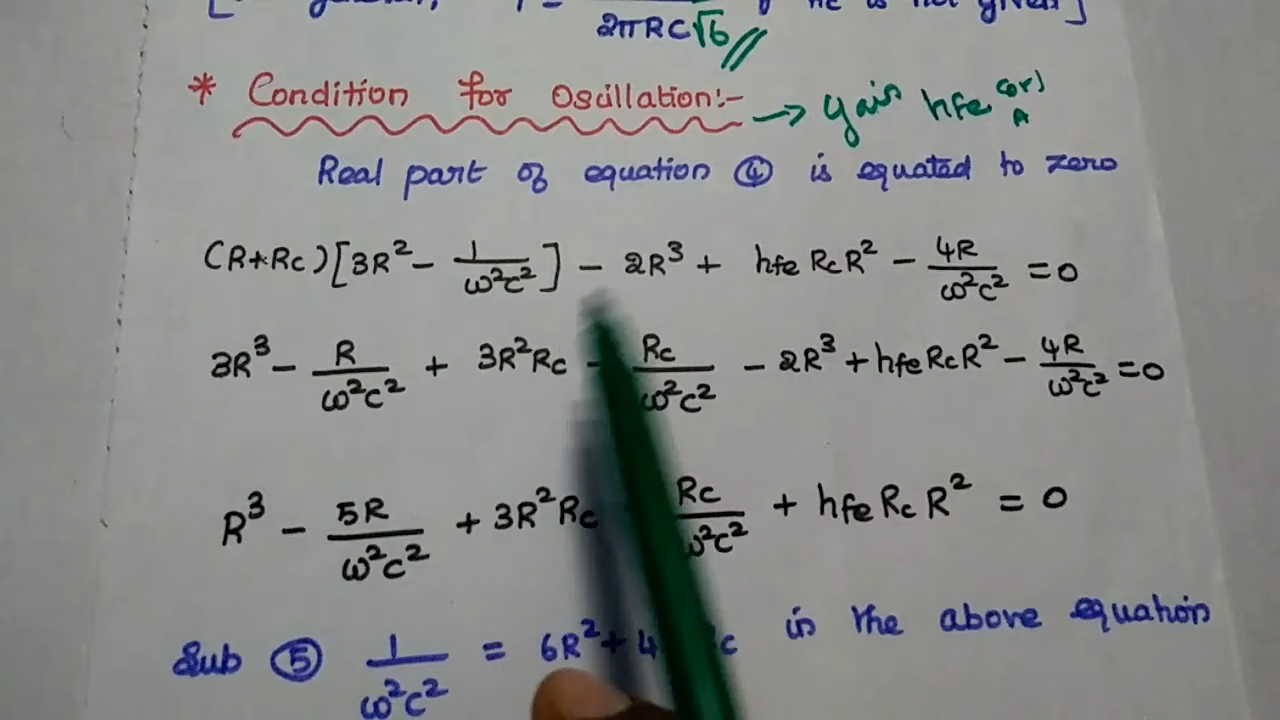 2πRC√6
* Condition for Oscillation:- → gain hfe (or) A
Real part of equation ④ is equated to zero
(R+Rc)[3R² - 1/ω²c²] - 2R³ + hfe RcR² - 4R/ω²c² = 0
3R³ - R/ω²c² + 3R²Rc - Rc/ω²c² - 2R³ + hfe RcR² - 4R/ω²c² = 0
R³ - 5R/ω²c² + 3R²Rc Rc/ω²c² + hfe RcR² = 0
Sub ⑤ 1/ω²c² = 6R² + 4 c in the above equation